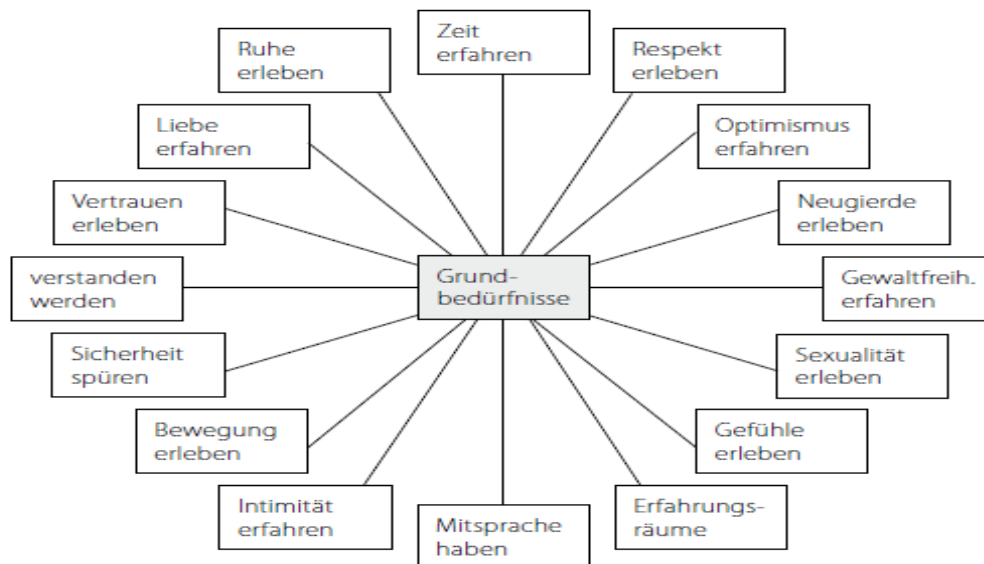 Zeit
erfahren
Respekt
erleben
Optimismus
erfahren
Neugierde
erleben
Gewaltfreih.
erfahren
Sexualität
erleben
Gefühle
erleben
Erfahrungs-
räume
Mitsprache
haben
Intimität
erfahren
Bewegung
erleben
Sicherheit
spüren
verstanden
werden
Vertrauen
erleben
Liebe
erfahren
Ruhe
erleben
Grund-
bedürfnisse